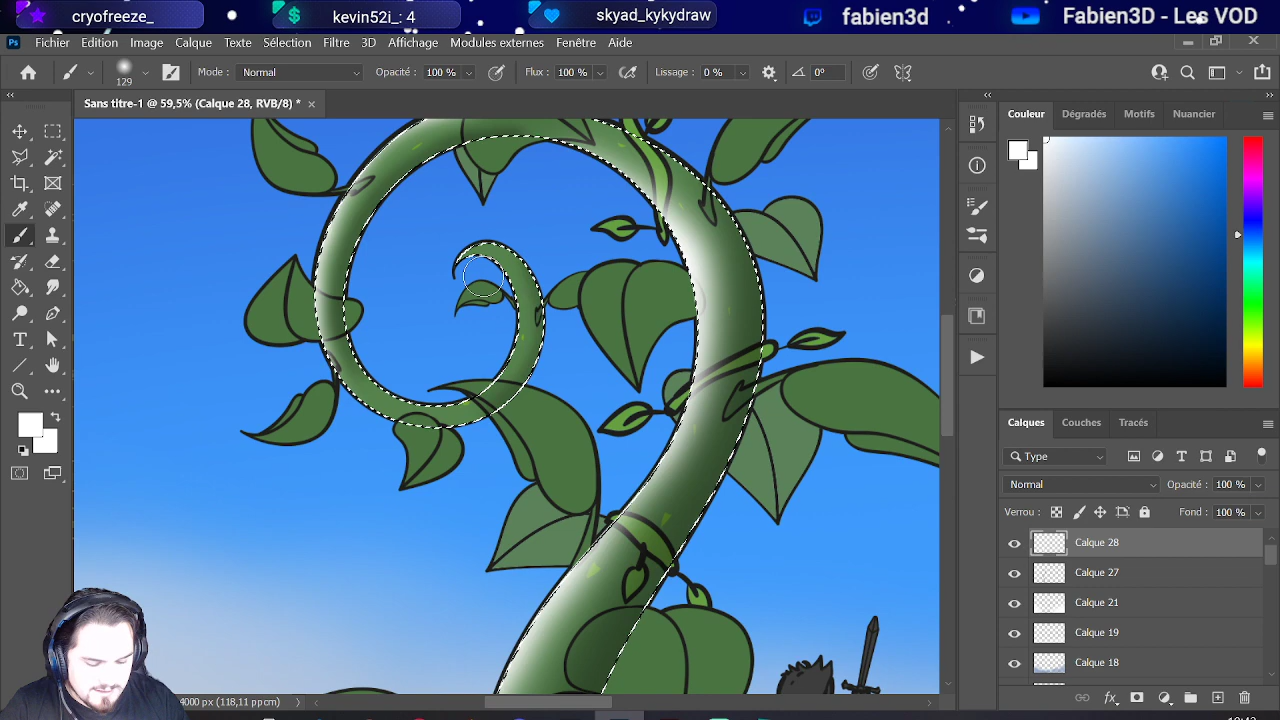 cryofreeze_
kevin52i_: 4
skyad_kykydraw
fabien3d
Fabien3D - Les VOD
Ps
Fichier Edition Image Calque Texte Sélection Filtre 3D Affichage Modules externes Fenêtre Aide
129 Mode : Normal Opacité : 100 % Flux : 100 % Lissage : 0 % 0°
Sans titre-1 @ 59,5% (Calque 28, RVB/8) *
Couleur Dégradés Motifs Nuancier
Calques Couches Tracés
Type
Normal Opacité : 100 %
Verrou : Fond : 100 %
Calque 28
Calque 27
Calque 21
Calque 19
Calque 18
4000 px (118,11 ppcm)
fx